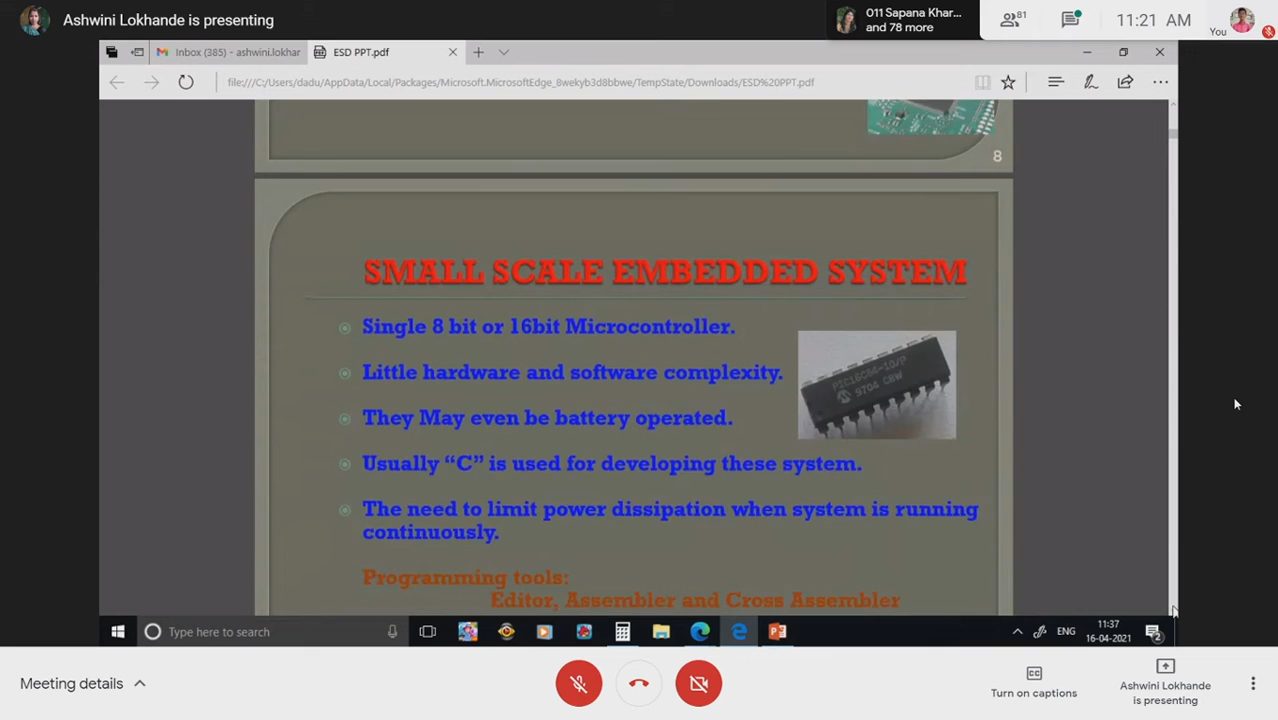 Ashwini Lokhande is presenting
011 Sapana Khar...
and 78 more
81
11:21 AM
You
Inbox (385) - ashwini.lokhar
ESD PPT.pdf
file:///C:/Users/dadu/AppData/Local/Packages/Microsoft.MicrosoftEdge_8wekyb3d8bbwe/TempState/Downloads/ESD%20PPT.pdf
8
SMALL SCALE EMBEDDED SYSTEM
Single 8 bit or 16bit Microcontroller.
Little hardware and software complexity.
They May even be battery operated.
Usually “C” is used for developing these system.
The need to limit power dissipation when system is running
continuously.
Programming tools:
Editor, Assembler and Cross Assembler
9704 CBW
Type here to search
ENG
11:37
16-04-2021
2
Meeting details
CC
Turn on captions
Ashwini Lokhande
is presenting